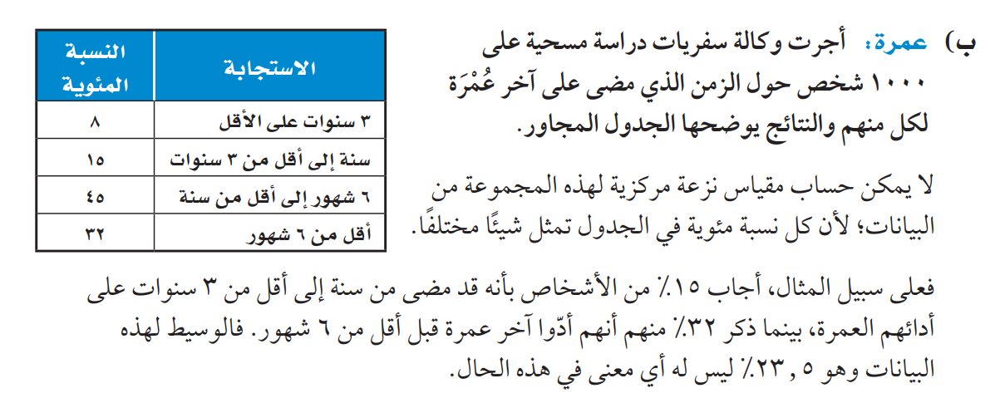 ب) عمرة: أجرت وكالة سفريات دراسة مسحية على
١٠٠٠ شخص حول الزمن الذي مضى على آخر عُمْرَة
لكل منهم والنتائج يوضحها الجدول المجاور.
لا يمكن حساب مقياس نزعة مركزية لهذه المجموعة من
البيانات؛ لأن كل نسبة مئوية في الجدول تمثل شيئًا مختلفًا.
الاستجابة النسبة المئوية
٣ سنوات على الأقل ٨
سنة إلى أقل من ٣ سنوات ١٥
٦ شهور إلى أقل من سنة ٤٥
أقل من ٦ شهور ٣٢
فعلى سبيل المثال، أجاب ١٥٪ من الأشخاص بأنه قد مضى من سنة إلى أقل من ٣ سنوات على
أدائهم العمرة، بينما ذكر ٣٢٪ منهم أنهم أدّوا آخر عمرة قبل أقل من ٦ شهور. فالوسيط لهذه
البيانات وهو ٢٣,٥٪ ليس له أي معنى في هذه الحال.